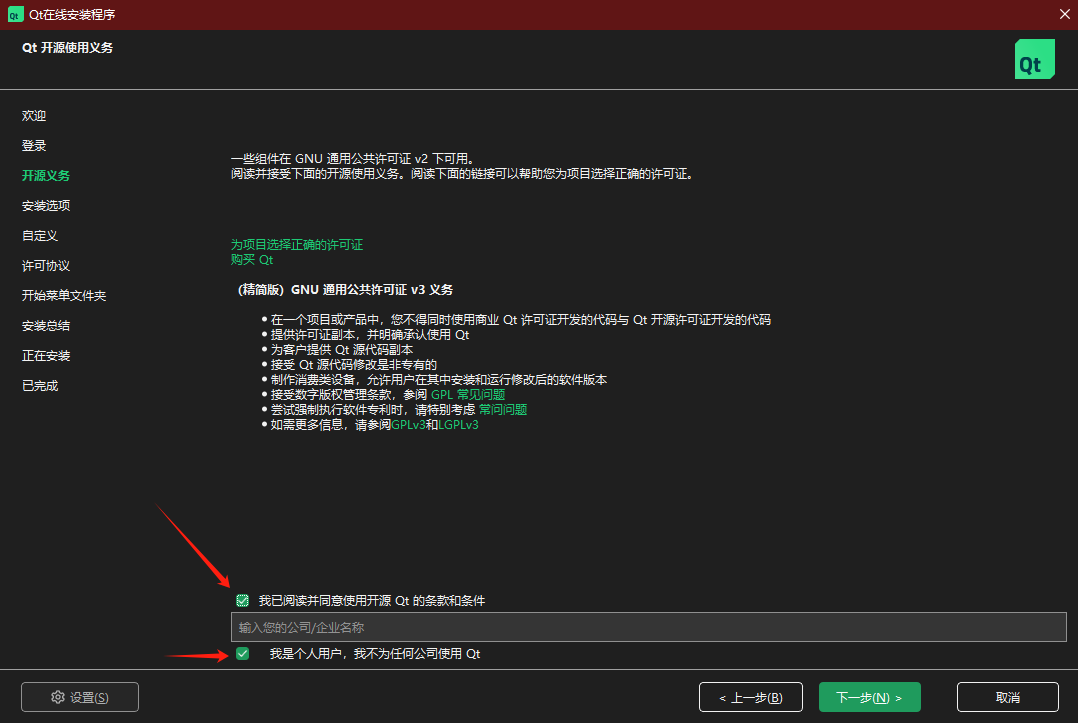 Qt Qt在线安装程序
Qt 开源使用义务
Qt
欢迎
登录
开源义务
安装选项
自定义
许可协议
开始菜单文件夹
安装总结
正在安装
已完成
一些组件在 GNU 通用公共许可证 v2 下可用。
阅读并接受下面的开源使用义务。阅读下面的链接可以帮助您为项目选择正确的许可证。
为项目选择正确的许可证
购买 Qt
（精简版）GNU 通用公共许可证 v3 义务
在一个项目或产品中，您不得同时使用商业 Qt 许可证开发的代码与 Qt 开源许可证开发的代码
提供许可证副本，并明确承认使用 Qt
为客户提供 Qt 源代码副本
接受 Qt 源代码修改是非专有的
制作消费类设备，允许用户在其中安装和运行修改后的软件版本
接受数字版权管理条款，参阅 GPL 常见问题
尝试强制执行软件专利时，请特别考虑 常问问题
如需更多信息，请参阅GPLv3和LGPLv3
我已阅读并同意使用开源 Qt 的条款和条件
输入您的公司/企业名称
我是个人用户，我不为任何公司使用 Qt
设置(S)
< 上一步(B)
下一步(N) >
取消